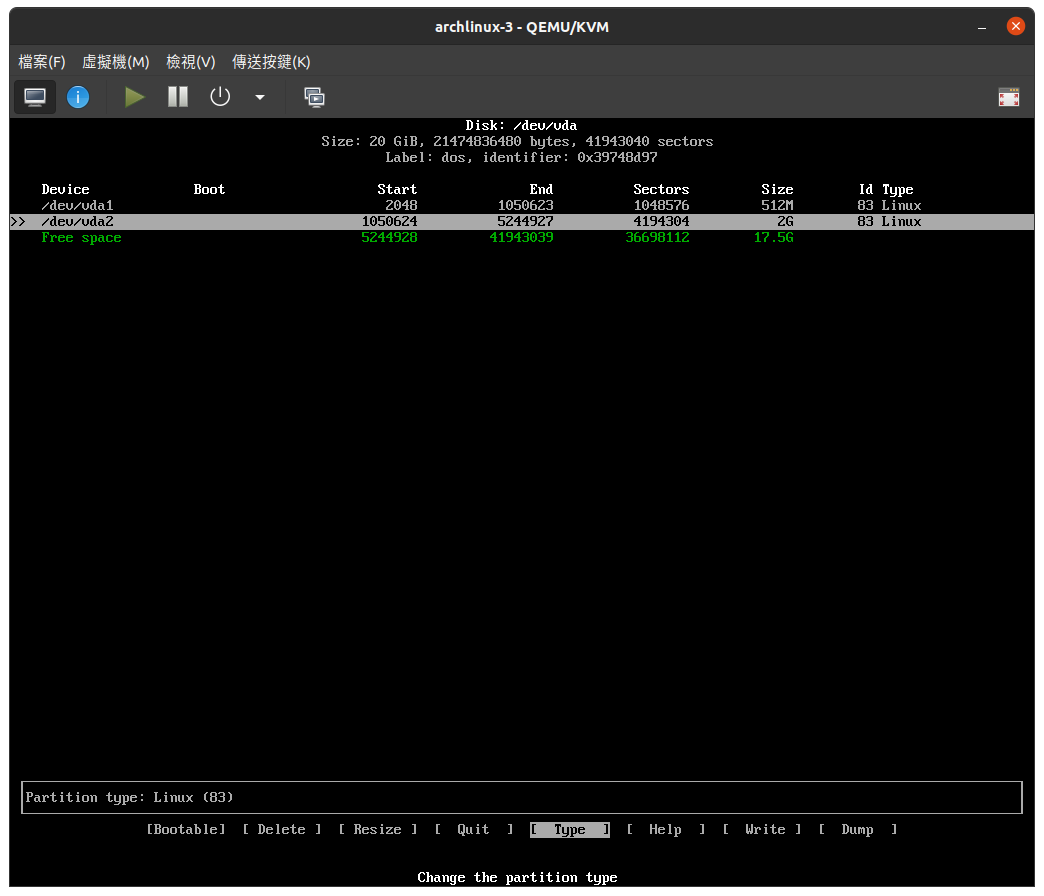 archlinux-3 - QEMU/KVM
檔案(F) 虛擬機(M) 檢視(V) 傳送按鍵(K)
Disk: /dev/vda
Size: 20 GiB, 21474836480 bytes, 41943040 sectors
Label: dos, identifier: 0x39748d97
Device Boot Start End Sectors Size Id Type
/dev/vda1 2048 1050623 1048576 512M 83 Linux
>> /dev/vda2 1050624 5244927 4194304 2G 83 Linux
Free space 5244928 41943039 36698112 17.5G
Partition type: Linux (83)
[Bootable] [ Delete ] [ Resize ] [ Quit ] [ Type ] [ Help ] [ Write ] [ Dump ]
Change the partition type